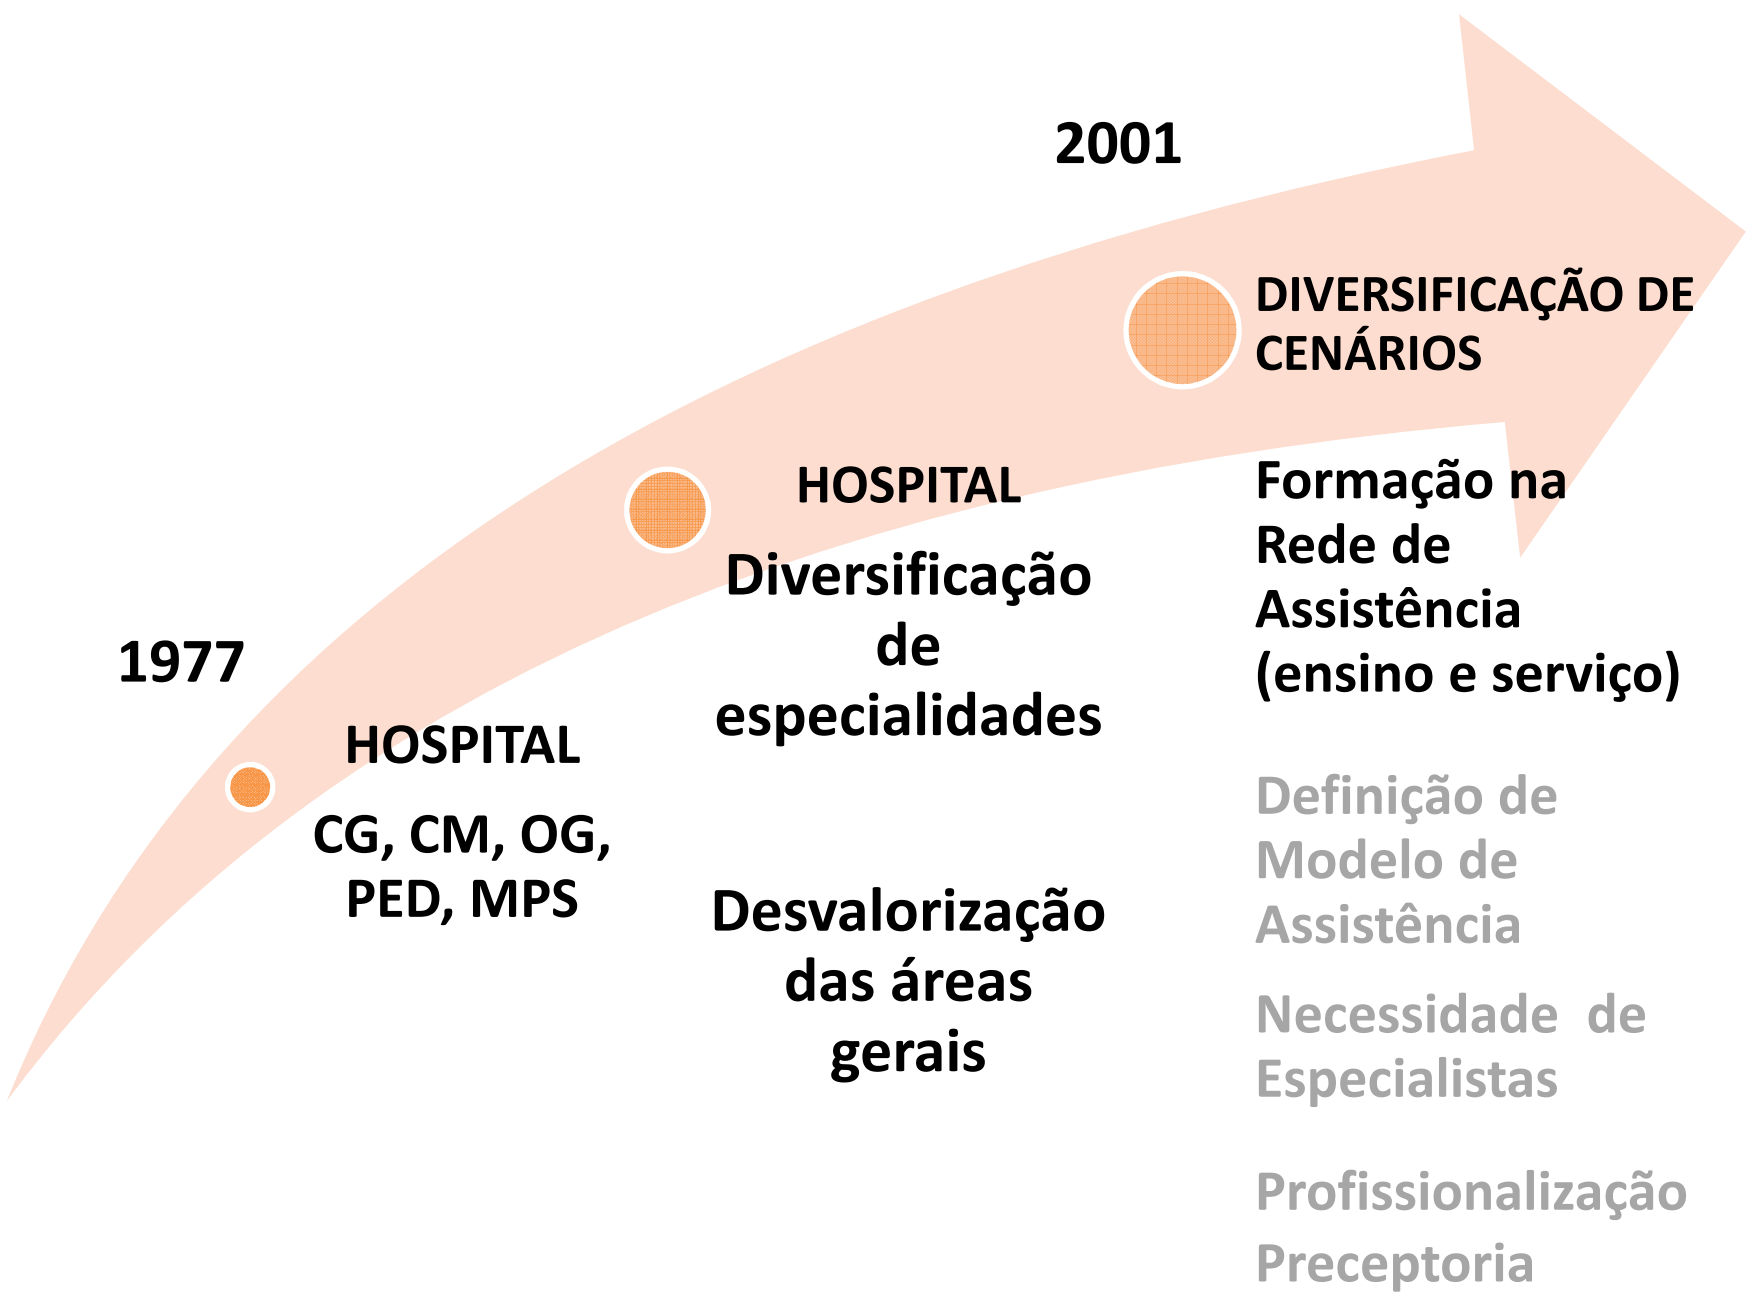 1977
HOSPITAL
CG, CM, OG,
PED, MPS
HOSPITAL
Diversificação
de
especialidades
Desvalorização
das áreas
gerais
2001
DIVERSIFICAÇÃO DE
CENÁRIOS
Formação na
Rede de
Assistência
(ensino e serviço)
Definição de
Modelo de
Assistência
Necessidade de
Especialistas
Profissionalização
Preceptoria